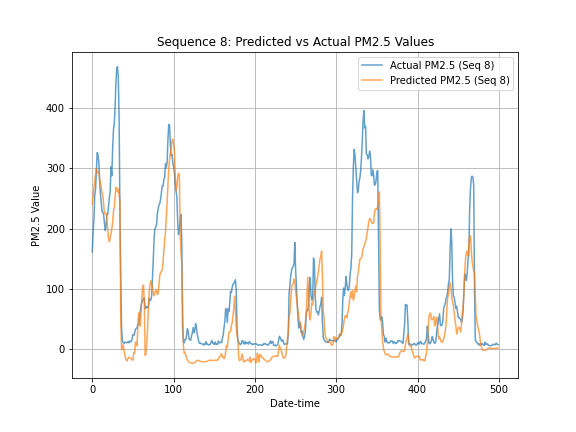 Sequence 8: Predicted vs Actual PM2.5 Values
Actual PM2.5 (Seq 8)
Predicted PM2.5 (Seq 8)
PM2.5 Value
400
300
200
100
0
0 100 200 300 400 500
Date-time